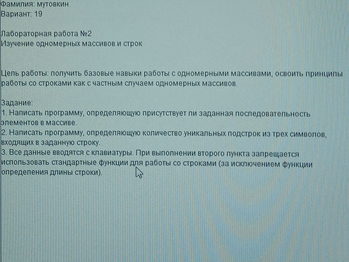 Фамилия: мутовкин
Вариант: 19
Лабораторная работа №2
Изучение одномерных массивов и строк
Цель работы: получить базовые навыки работы с одномерными массивами, освоить принципы
работы со строками как с частным случаем одномерных массивов.
Задание:
1. Написать программу, определяющую присутствует ли заданная последовательность
элементов в массиве.
2. Написать программу, определяющую количество уникальных подстрок из трех символов,
входящих в заданную строку.
3. Все данные вводятся с клавиатуры. При выполнении второго пункта запрещается
использовать стандартные функции для работы со строками (за исключением функции
определения длины строки).